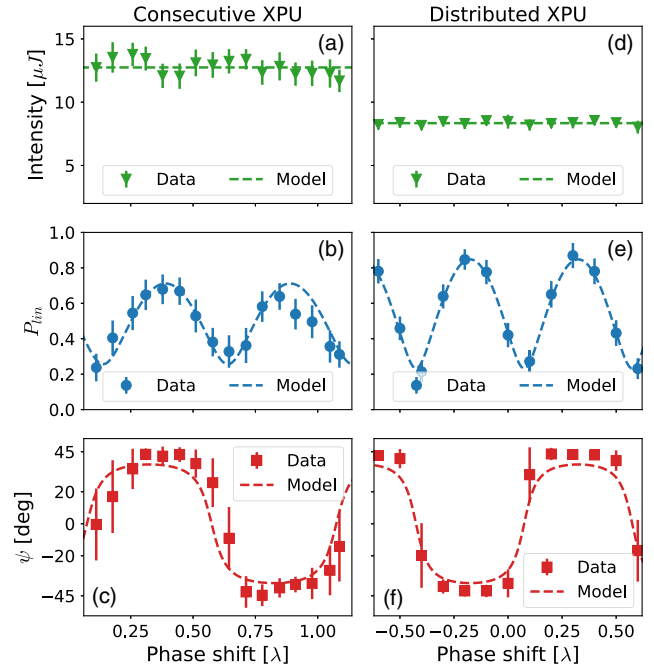 Consecutive XPU
Distributed XPU
15
10
5
Intensity [μJ]
(a)
Data
Model
(d)
Data
Model
1.0
0.8
0.6
0.4
0.2
0.0
P_lin
(b)
Data
Model
(e)
Data
Model
45
20
0
−20
−45
ψ [deg]
Data
Model
(c)
0.25
0.50
0.75
1.00
Phase shift [λ]
Data
Model
(f)
−0.50
−0.25
0.00
0.25
0.50
Phase shift [λ]